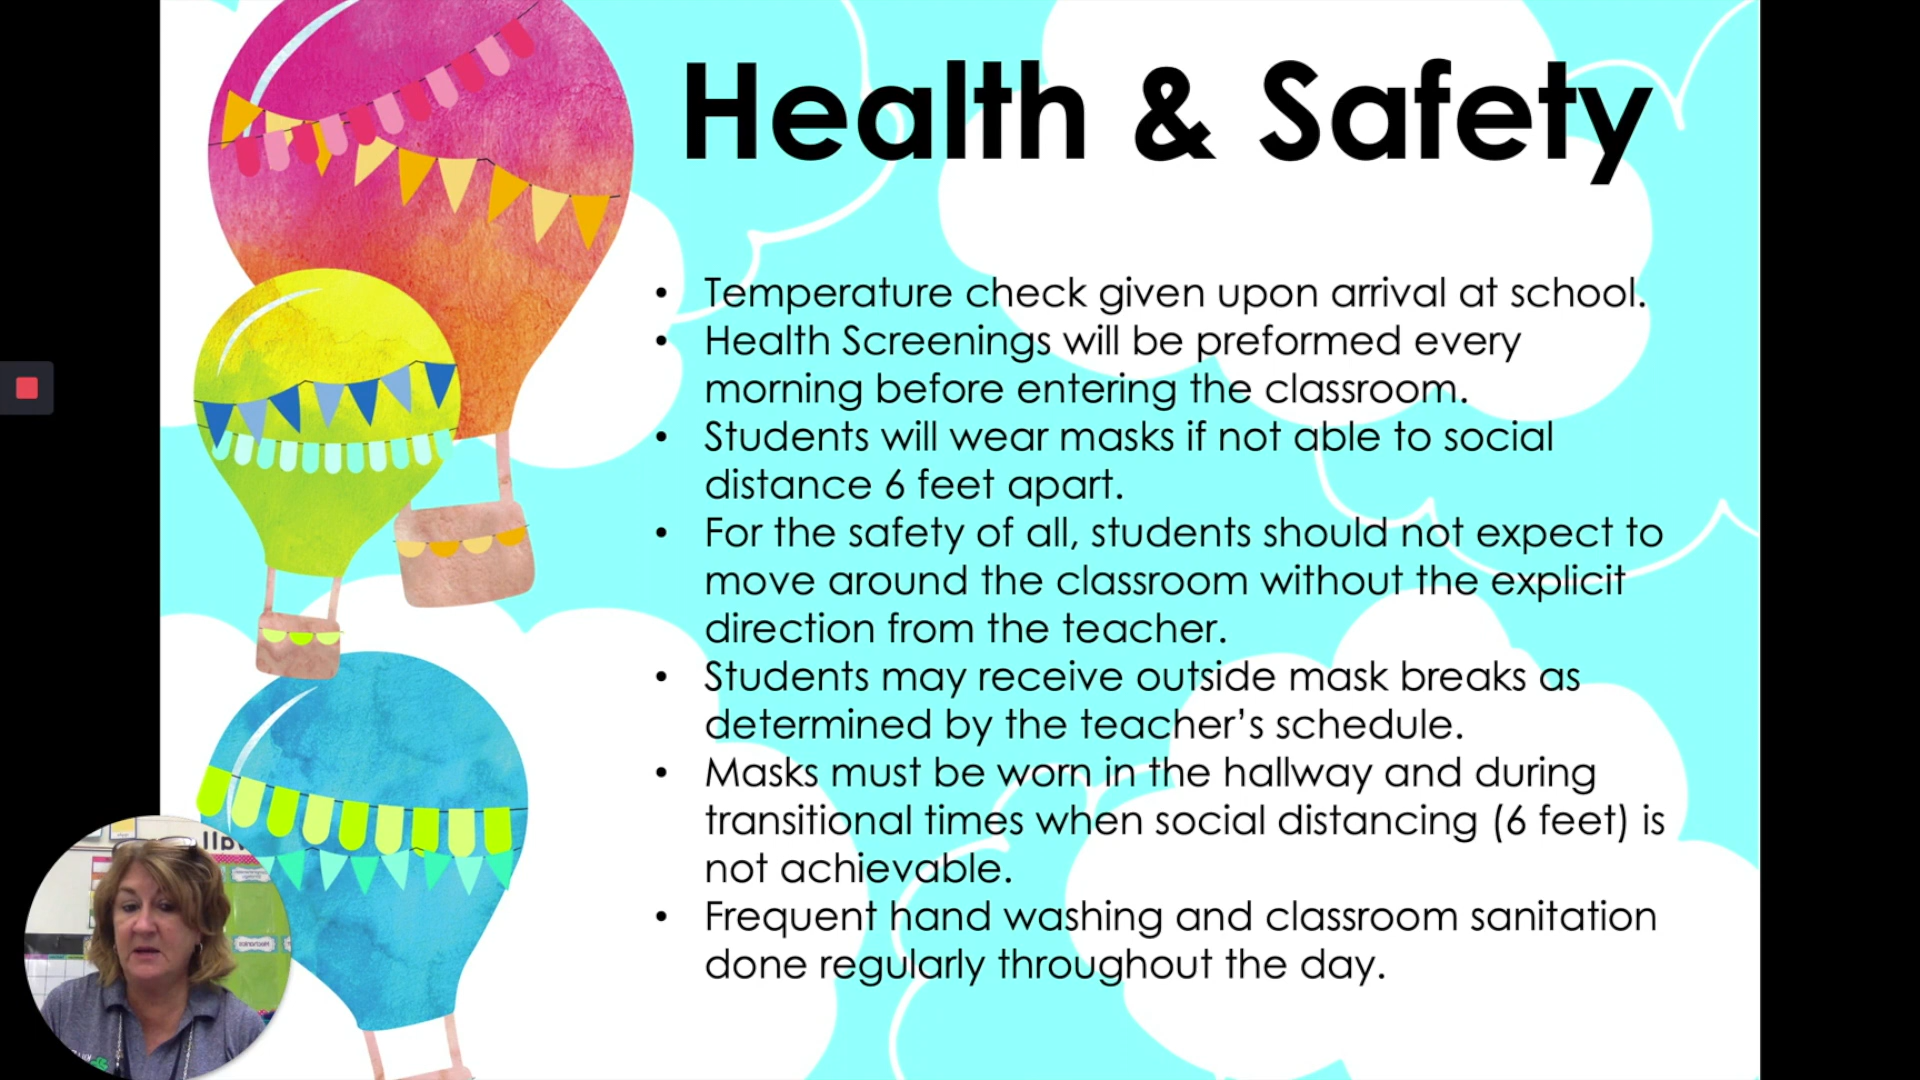 Health & Safety
• Temperature check given upon arrival at school.
• Health Screenings will be preformed every
morning before entering the classroom.
• Students will wear masks if not able to social
distance 6 feet apart.
• For the safety of all, students should not expect to
move around the classroom without the explicit
direction from the teacher.
• Students may receive outside mask breaks as
determined by the teacher’s schedule.
• Masks must be worn in the hallway and during
transitional times when social distancing (6 feet) is
not achievable.
• Frequent hand washing and classroom sanitation
done regularly throughout the day.